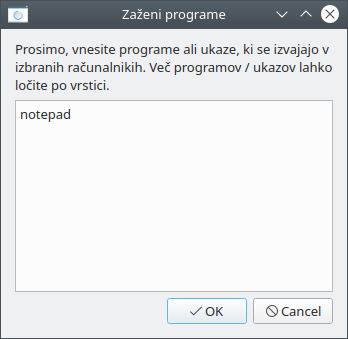 Zaženi programe
Prosimo, vnesite programe ali ukaze, ki se izvajajo v
izbranih računalnikih. Več programov / ukazov lahko
ločite po vrstici.
notepad
OK
Cancel